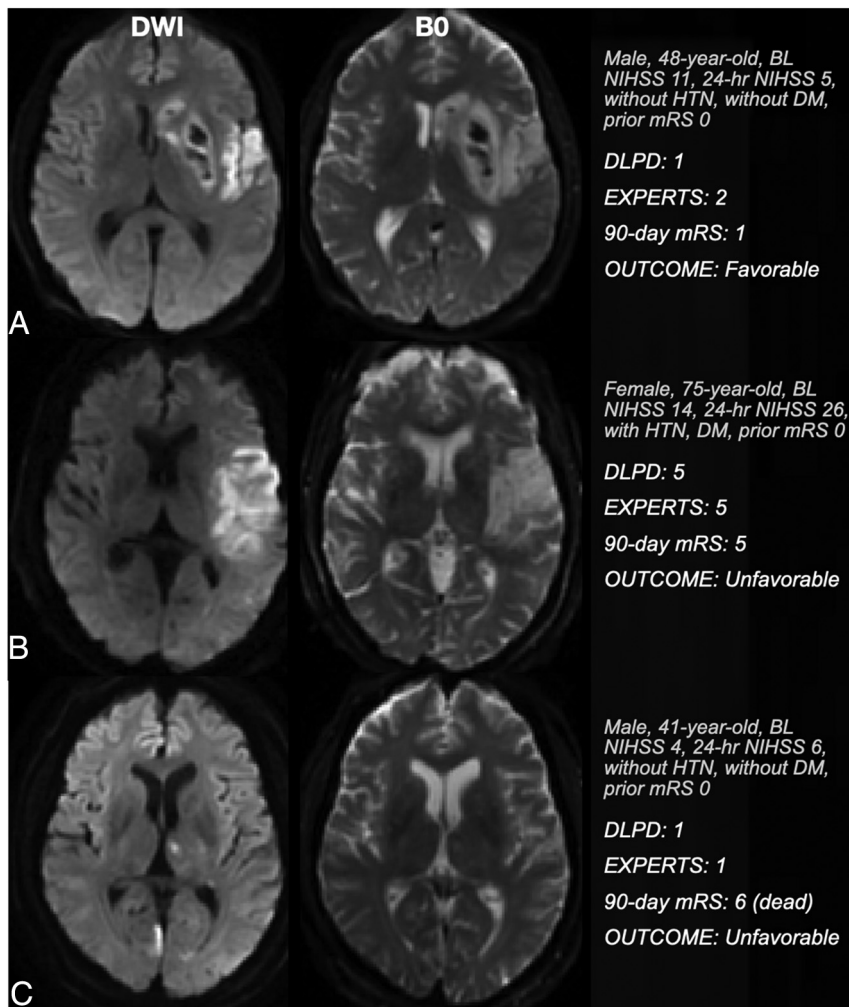 DWI
B0
Male, 48-year-old, BL
NIHSS 11, 24-hr NIHSS 5,
without HTN, without DM,
prior mRS 0
DLPD: 1
EXPERTS: 2
90-day mRS: 1
OUTCOME: Favorable
A
Female, 75-year-old, BL
NIHSS 14, 24-hr NIHSS 26,
with HTN, DM, prior mRS 0
DLPD: 5
EXPERTS: 5
90-day mRS: 5
OUTCOME: Unfavorable
B
Male, 41-year-old, BL
NIHSS 4, 24-hr NIHSS 6,
without HTN, without DM,
prior mRS 0
DLPD: 1
EXPERTS: 1
90-day mRS: 6 (dead)
OUTCOME: Unfavorable
C